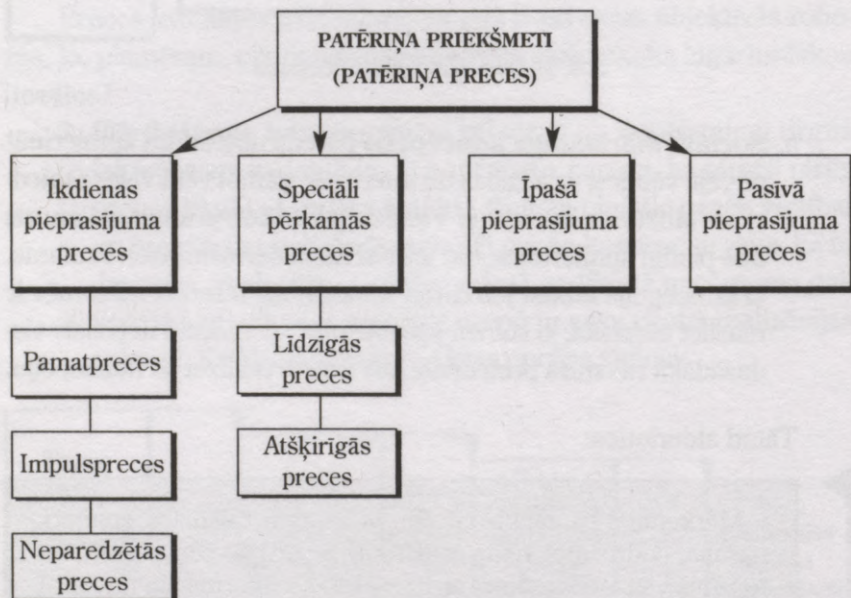 PATĒRIŅA PRIEKŠMETI
(PATĒRIŅA PRECES)
Ikdienas
pieprasījuma
preces
Speciāli
pērkamās
preces
Īpašā
pieprasījuma
preces
Pasīvā
pieprasījuma
preces
Pamatpreces
Līdzīgās
preces
Impulspreces
Atšķirīgās
preces
Neparedzētās
preces